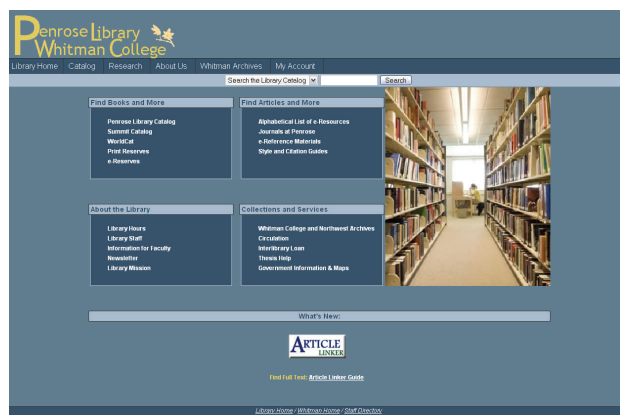 Penrose Library
Whitman College
Library Home Catalog Research About Us Whitman Archives My Account
Search the Library Catalog Search
Find Books and More
Penrose Library Catalog
Summit Catalog
WorldCat
Print Reserves
e-Reserves
Find Articles and More
Alphabetical List of e-Resources
Journals at Penrose
e-Reference Materials
Style and Citation Guides
About the Library
Library Hours
Library Staff
Information for Faculty
Newsletter
Library Mission
Collections and Services
Whitman College and Northwest Archives
Circulation
Interlibrary Loan
Thesis Help
Government Information & Maps
What's New:
ARTICLE
LINKER
Find Full Text: Article Linker Guide
Library Home / Whitman Home / Staff Directory